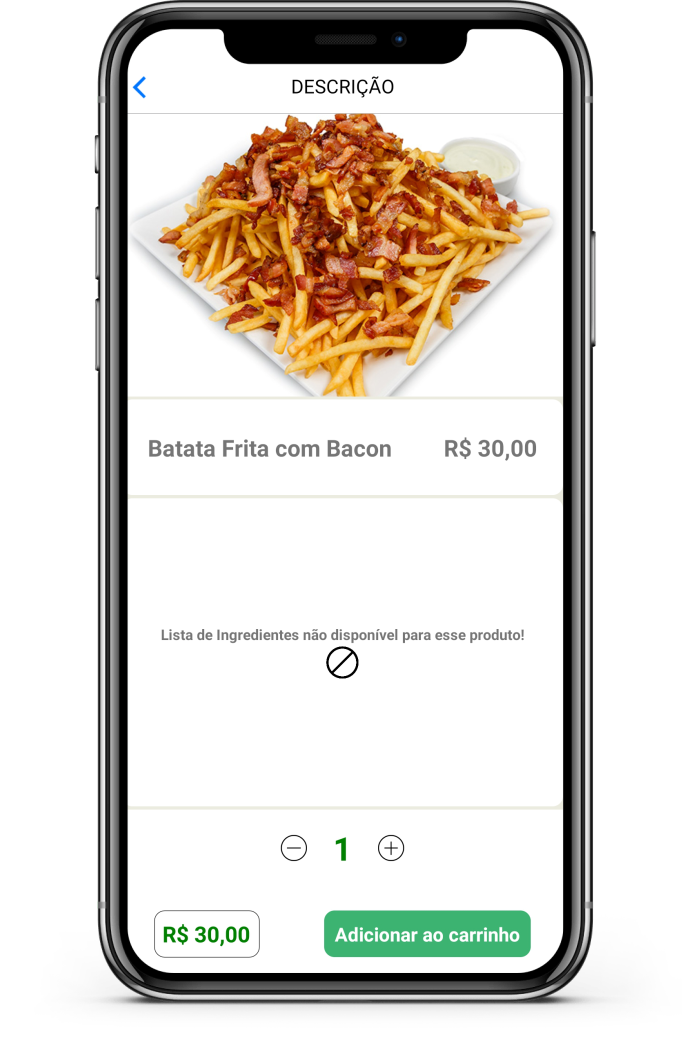 DESCRIÇÃO
Batata Frita com Bacon R$ 30,00
Lista de Ingredientes não disponível para esse produto!
1
R$ 30,00 Adicionar ao carrinho